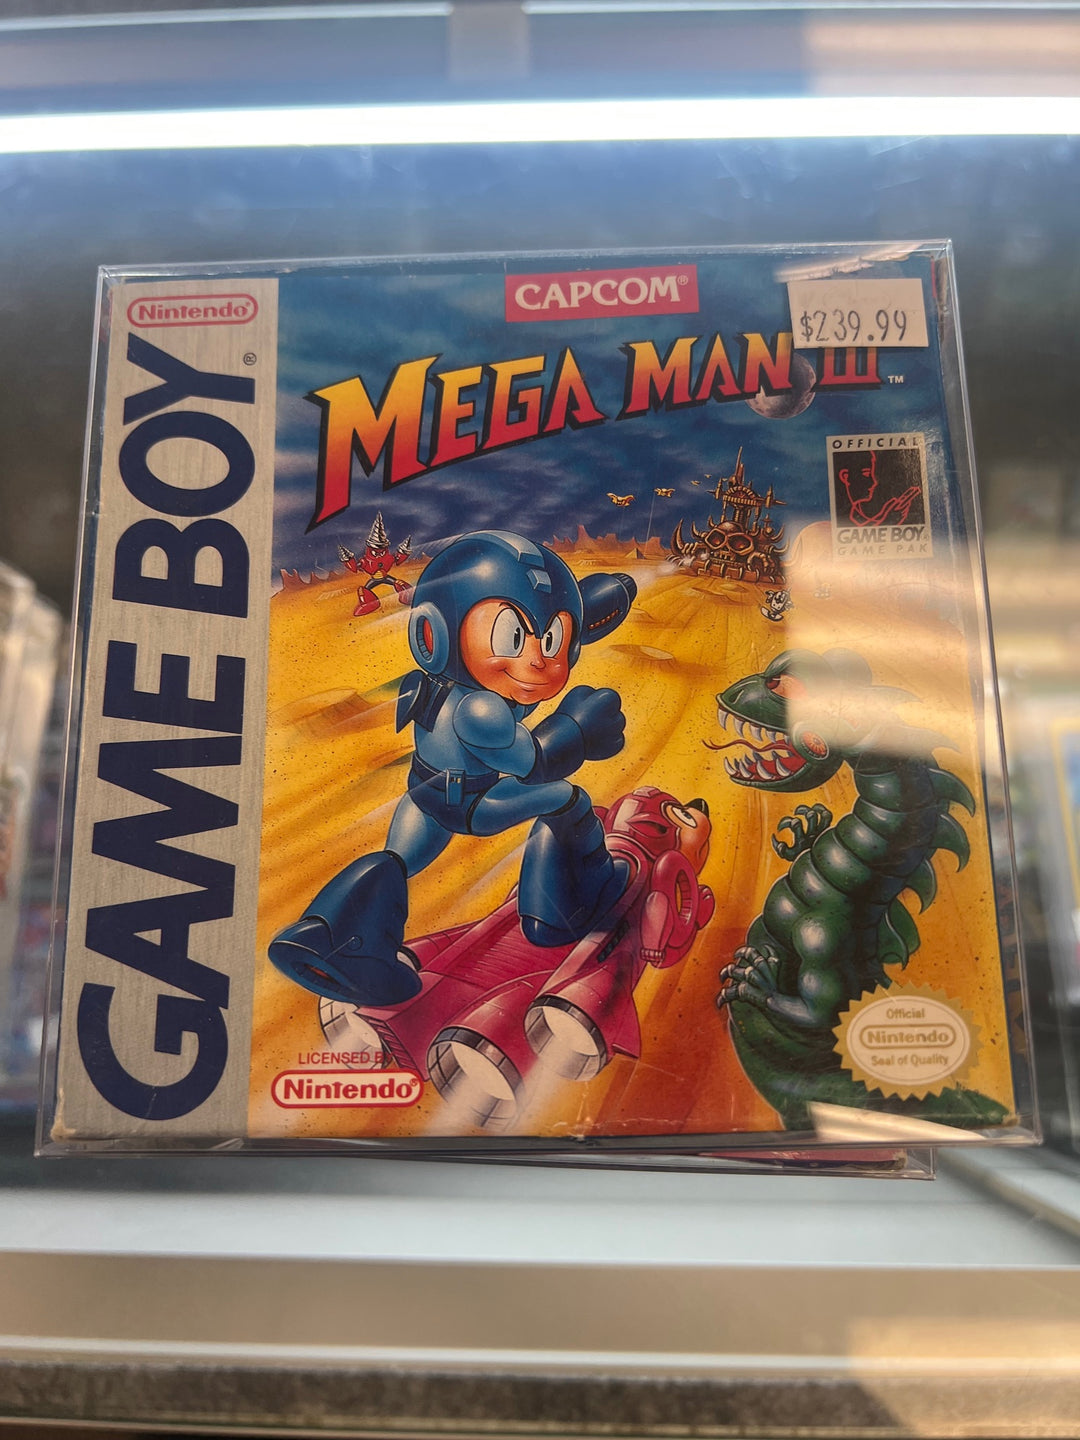 Nintendo®
GAME BOY®
CAPCOM®
$239.99
MEGA MAN III™
OFFICIAL
GAME BOY®
GAME PAK
LICENSED BY
Nintendo®
Official
Nintendo
Seal of Quality